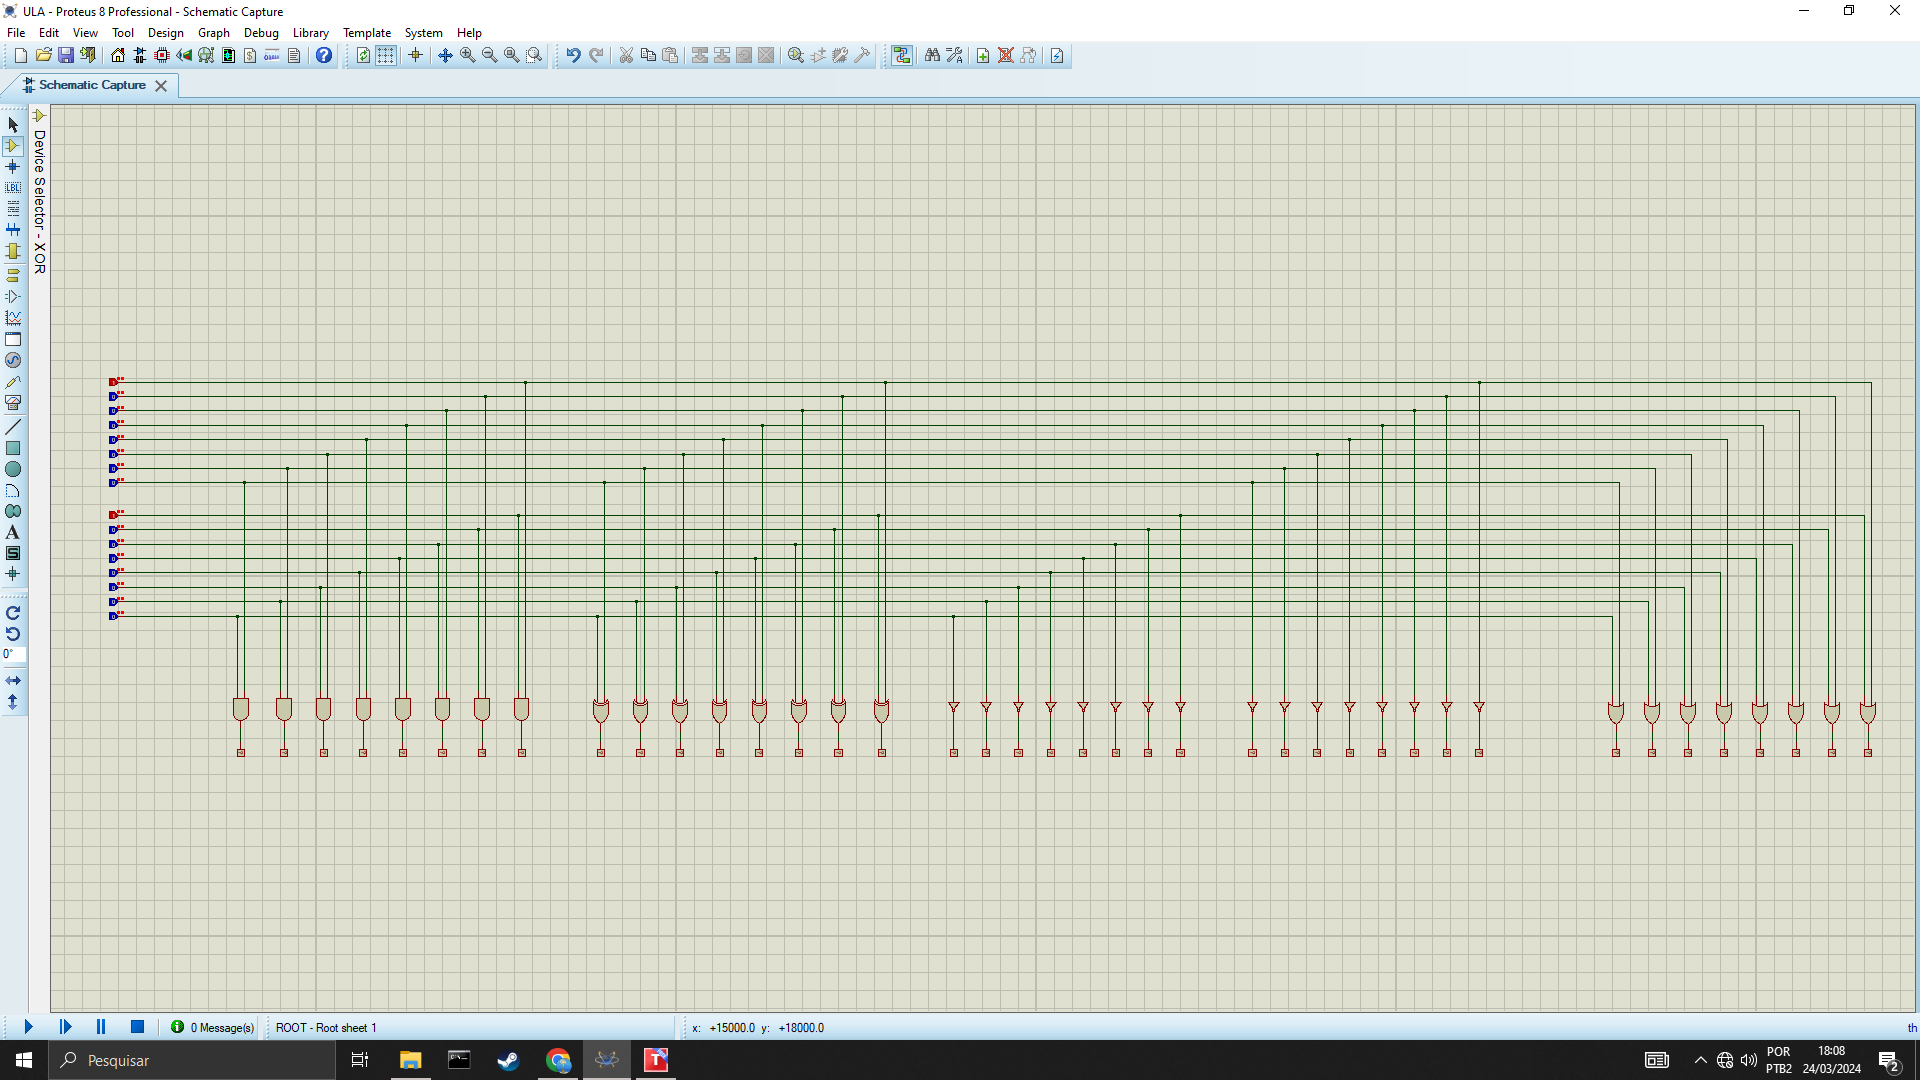 ULA - Proteus 8 Professional - Schematic Capture
File Edit View Tool Design Graph Debug Library Template System Help
Schematic Capture
Device Selector - XOR
LBL
A
S
0°
0 Message(s)
ROOT - Root sheet 1
x: +15000.0 y: +18000.0
th
Pesquisar
T
POR
PTB2
18:08
24/03/2024
2